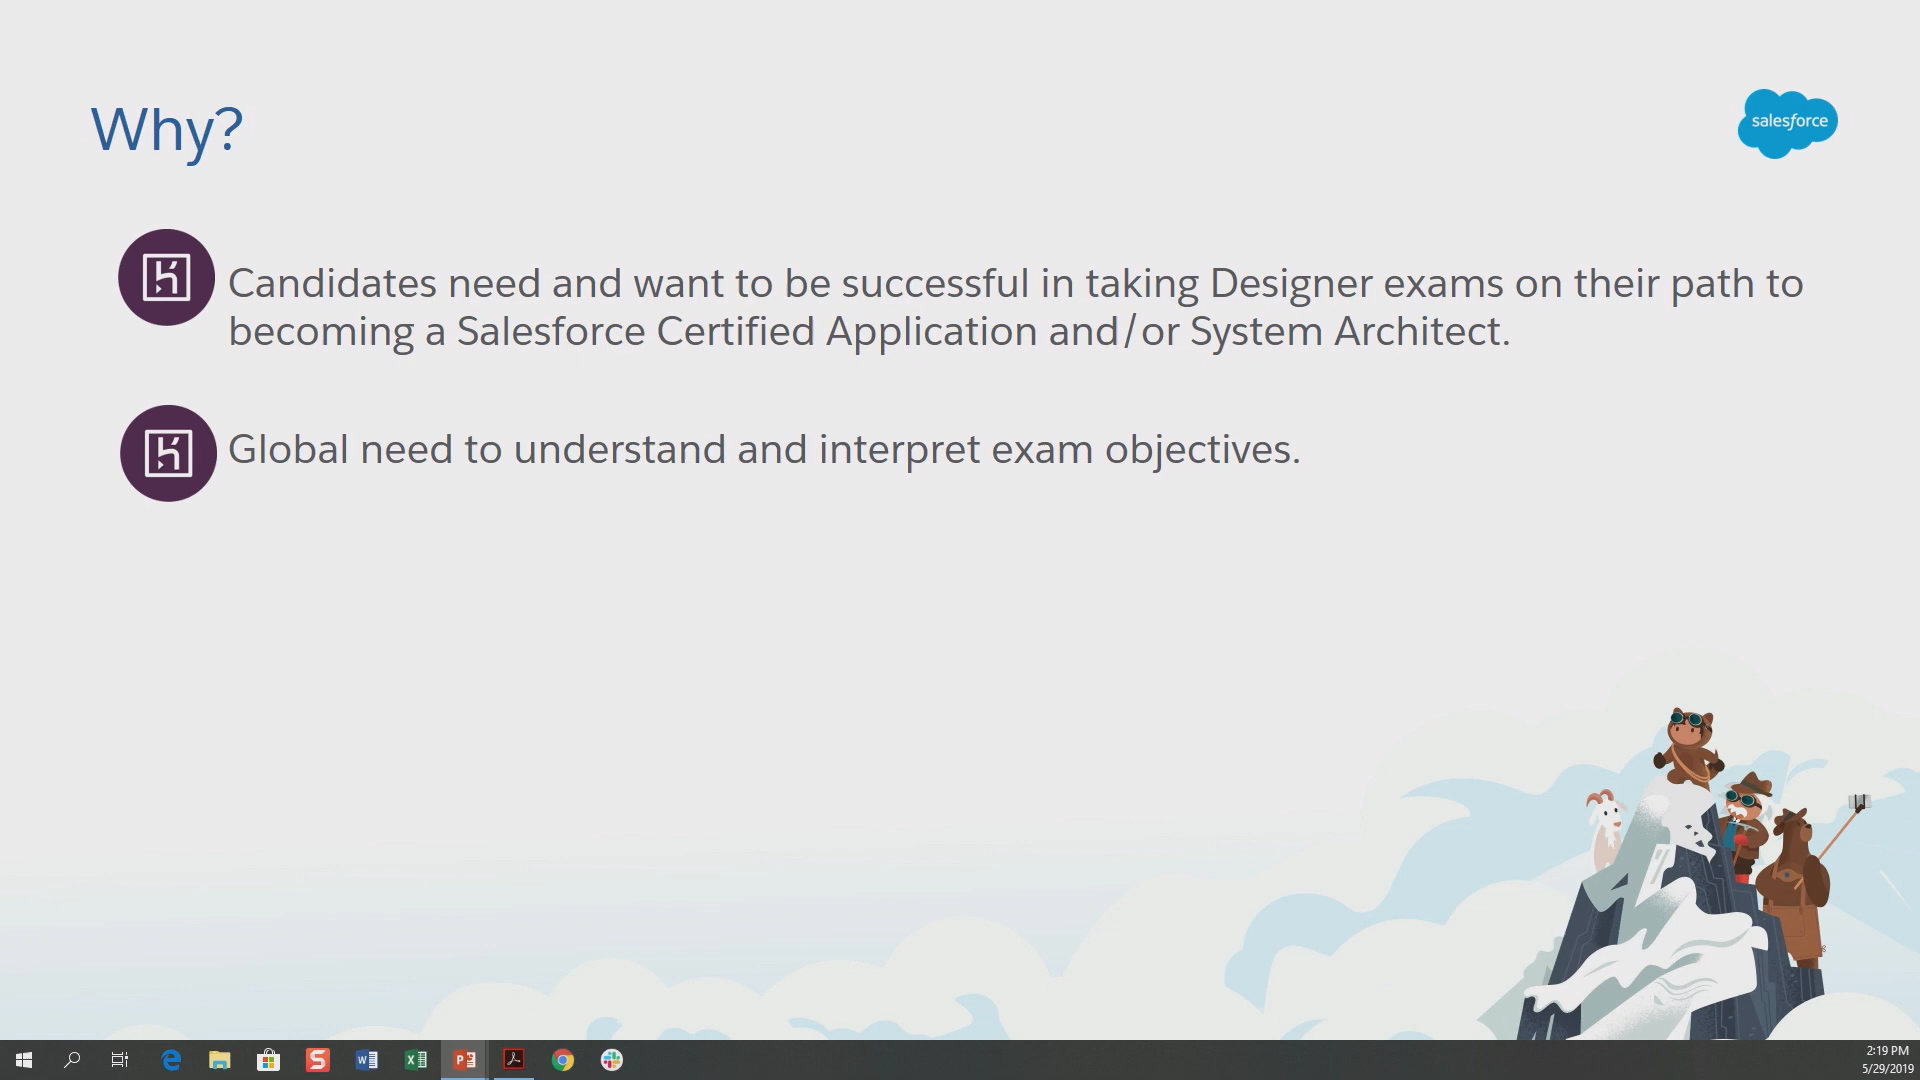 Why?
salesforce
Candidates need and want to be successful in taking Designer exams on their path to
becoming a Salesforce Certified Application and/or System Architect.
Global need to understand and interpret exam objectives.
2:19 PM
5/29/2019